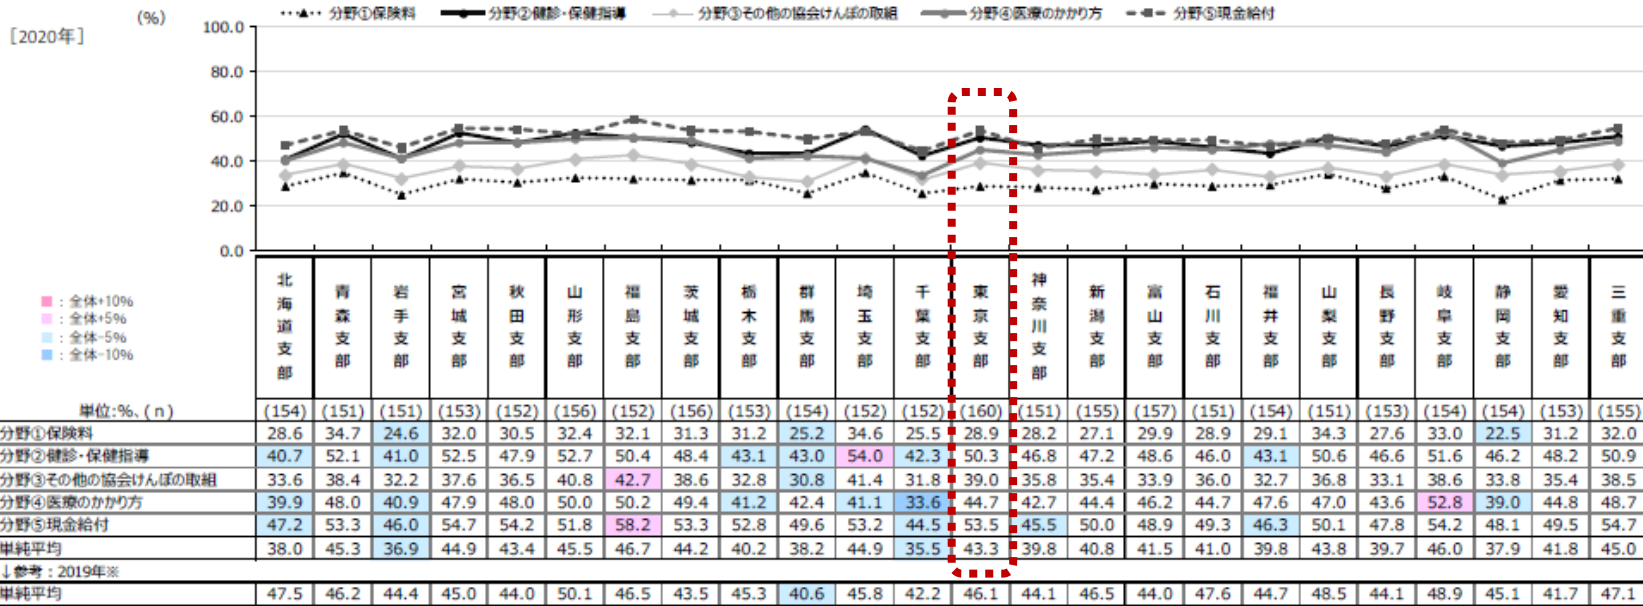 分野①保険料 分野②健診・保健指導 分野③その他の協会けんぽの取組 分野④医療のかかり方 分野⑤現金給付
[2020年] (%)
100.0
80.0
60.0
40.0
20.0
0.0
：全体+10%
：全体+5%
：全体-5%
：全体-10%
北海道支部 青森支部 岩手支部 宮城支部 秋田支部 山形支部 福島支部 茨城支部 栃木支部 群馬支部 埼玉支部 千葉支部 東京支部 神奈川支部 新潟支部 富山支部 石川支部 福井支部 山梨支部 長野支部 岐阜支部 静岡支部 愛知支部 三重支部
単位:%、(n) (154) (151) (151) (153) (152) (156) (152) (156) (153) (154) (152) (152) (160) (151) (155) (157) (151) (154) (151) (153) (154) (154) (153) (155)
分野①保険料 28.6 34.7 24.6 32.0 30.5 32.4 32.1 31.3 31.2 25.2 34.6 25.5 28.9 28.2 27.1 29.9 28.9 29.1 34.3 27.6 33.0 22.5 31.2 32.0
分野②健診・保健指導 40.7 52.1 41.0 52.5 47.9 52.7 50.4 48.4 43.1 43.0 54.0 42.3 50.3 46.8 47.2 48.6 46.0 43.1 50.6 46.6 51.6 46.2 48.2 50.9
分野③その他の協会けんぽの取組 33.6 38.4 32.2 37.6 36.5 40.8 42.7 38.6 32.8 30.8 41.4 31.8 39.0 35.8 35.4 33.9 36.0 32.7 36.8 33.1 38.6 33.8 35.4 38.5
分野④医療のかかり方 39.9 48.0 40.9 47.9 48.0 50.0 50.2 49.4 41.2 42.4 41.1 33.6 44.7 42.7 44.4 46.2 44.7 47.6 47.0 43.6 52.8 39.0 44.8 48.7
分野⑤現金給付 47.2 53.3 46.0 54.7 54.2 51.8 58.2 53.3 52.8 49.6 53.2 44.5 53.5 45.5 50.0 48.9 49.3 46.3 50.1 47.8 54.2 48.1 49.5 54.7
単純平均 38.0 45.3 36.9 44.9 43.4 45.5 46.7 44.2 40.2 38.2 44.9 35.5 43.3 39.8 40.8 41.5 41.0 39.8 43.8 39.7 46.0 37.9 41.8 45.0
↓参考：2019年※
単純平均 47.5 46.2 44.4 45.0 44.0 50.1 46.5 43.5 45.3 40.6 45.8 42.2 46.1 44.1 46.5 44.0 47.6 44.7 48.5 44.1 48.9 45.1 41.7 47.1